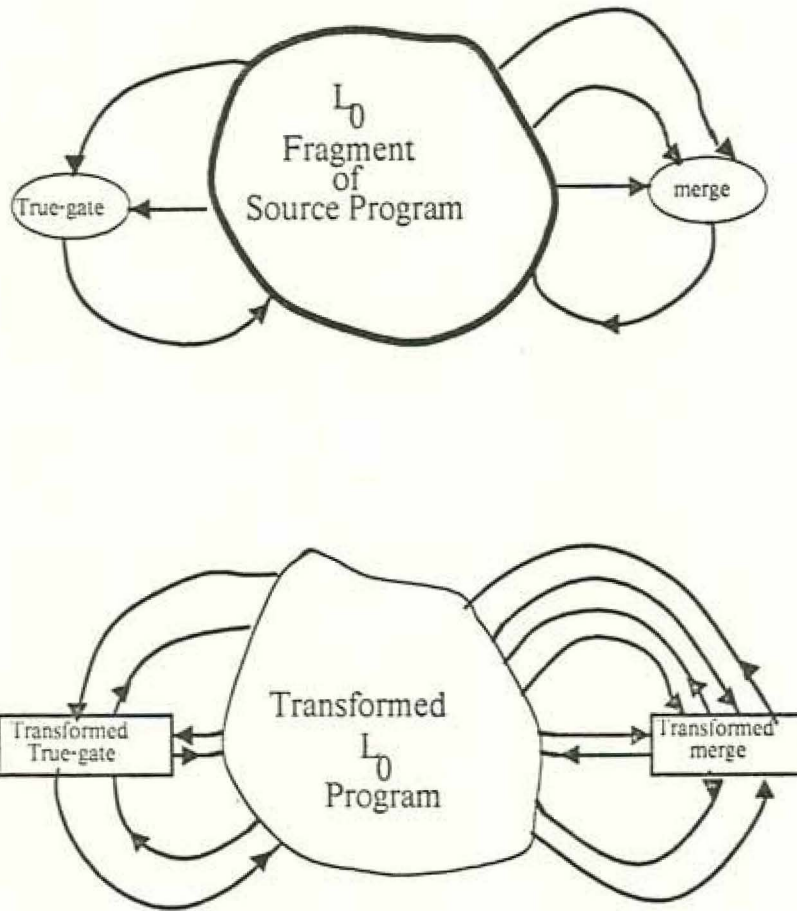 L0
Fragment
of
Source Program
True-gate
merge
Transformed
L0
Program
Transformed
True-gate
Transformed
merge